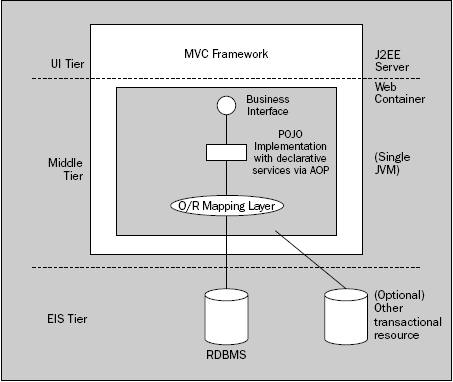 MVC Framework
UI Tier
J2EE
Server
Web
Container
Business
Interface
POJO
Implementation
with declarative
services via AOP
Middle
Tier
(Single
JVM)
O/R Mapping Layer
EIS Tier
(Optional)
Other
transactional
resource
RDBMS